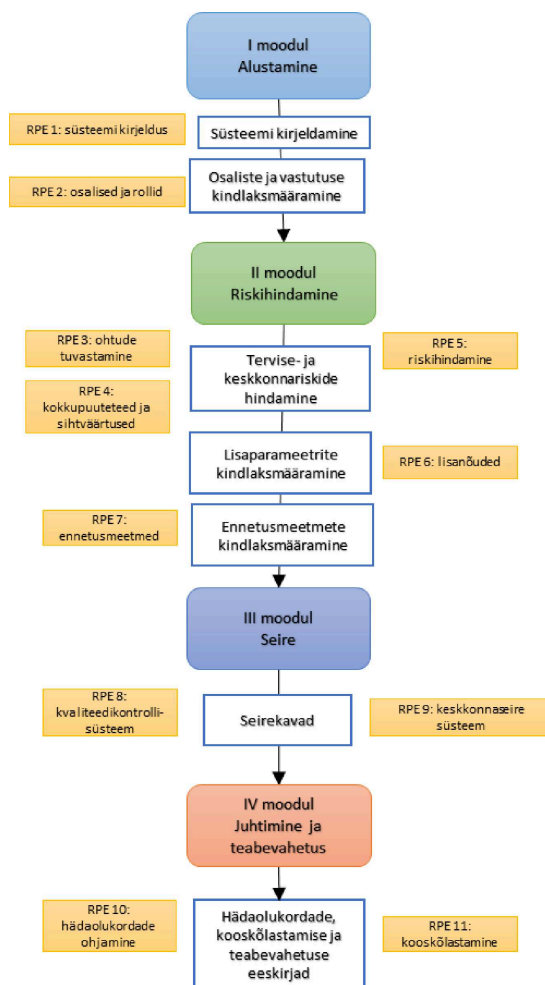 I moodul
Alustamine
RPE 1: süsteemi kirjeldus
Süsteemi kirjeldamine
Osaliste ja vastutuse
kindlaksmääramine
RPE 2: osalised ja rollid
II moodul
Riskihindamine
RPE 3: ohtude
tuvastamine
RPE 5:
riskihindamine
Tervise- ja
keskkonnariskide
hindamine
RPE 4:
kokkupuuteteed ja
sihtväärtused
Lisaparameetrite
kindlaksmääramine
RPE 6: lisanõuded
RPE 7:
ennetusmeetmed
Ennetusmeetmete
kindlaksmääramine
III moodul
Seire
RPE 8:
kvaliteedikontrolli-
süsteem
Seirekavad
RPE 9: keskkonnaseire
süsteem
IV moodul
Juhtimine ja
teabevahetus
RPE 10:
hädaolukordade
ohjamine
Hädaolukordade,
kooskõlastamise ja
teabevahetuse
eeskirjad
RPE 11:
kooskõlastamine